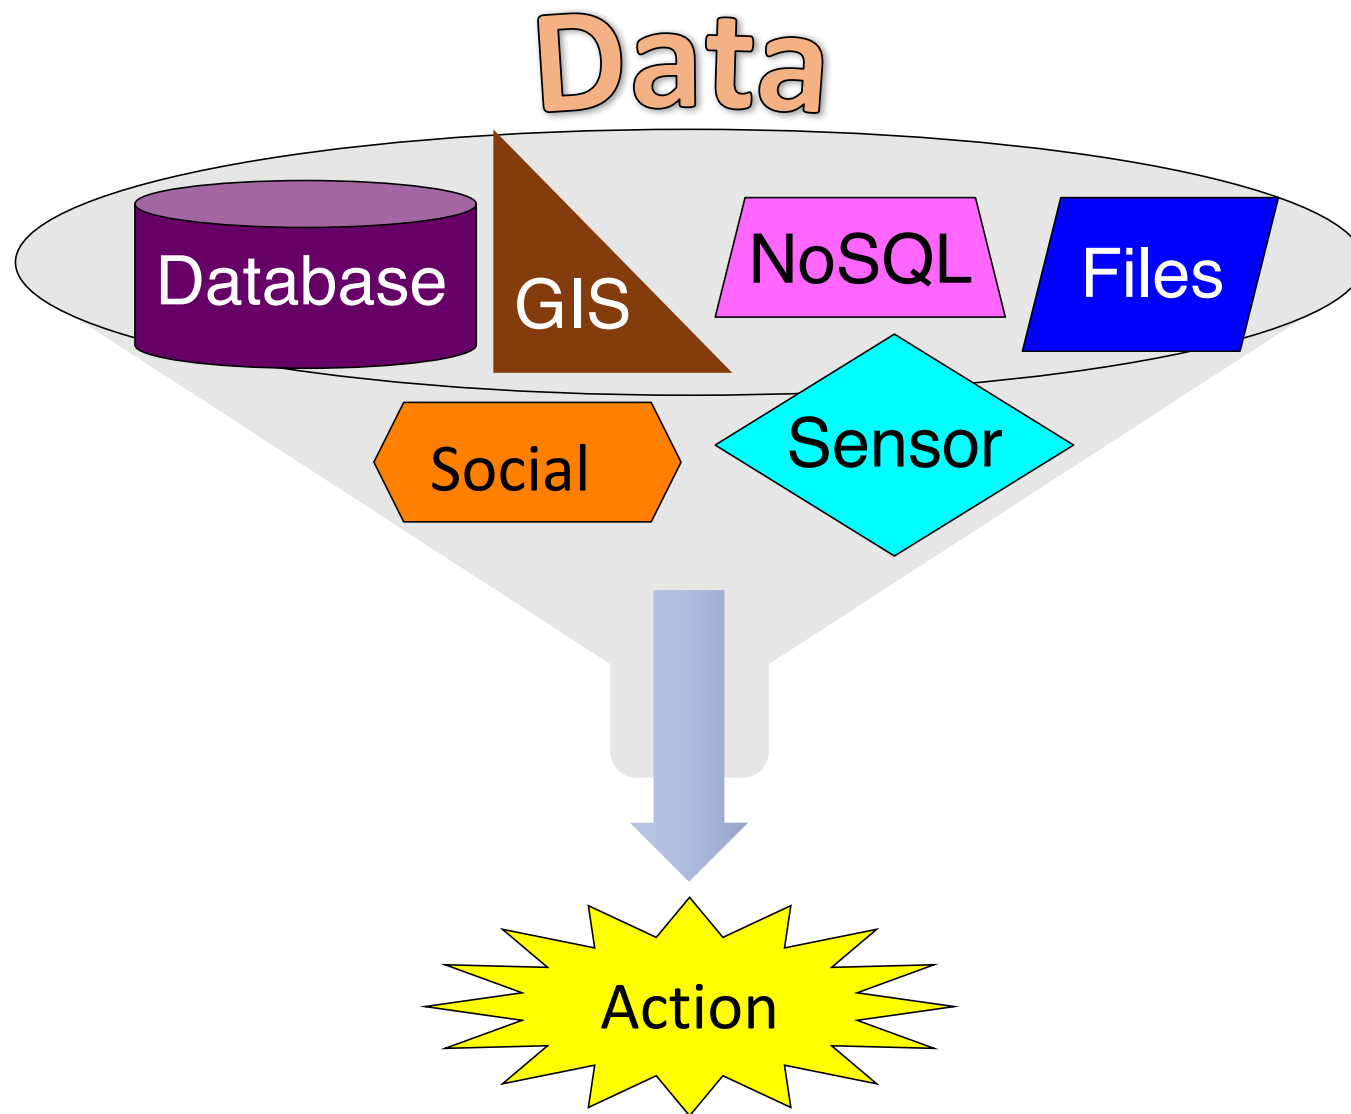 Data
Database
GIS
NoSQL
Files
Social
Sensor
Action